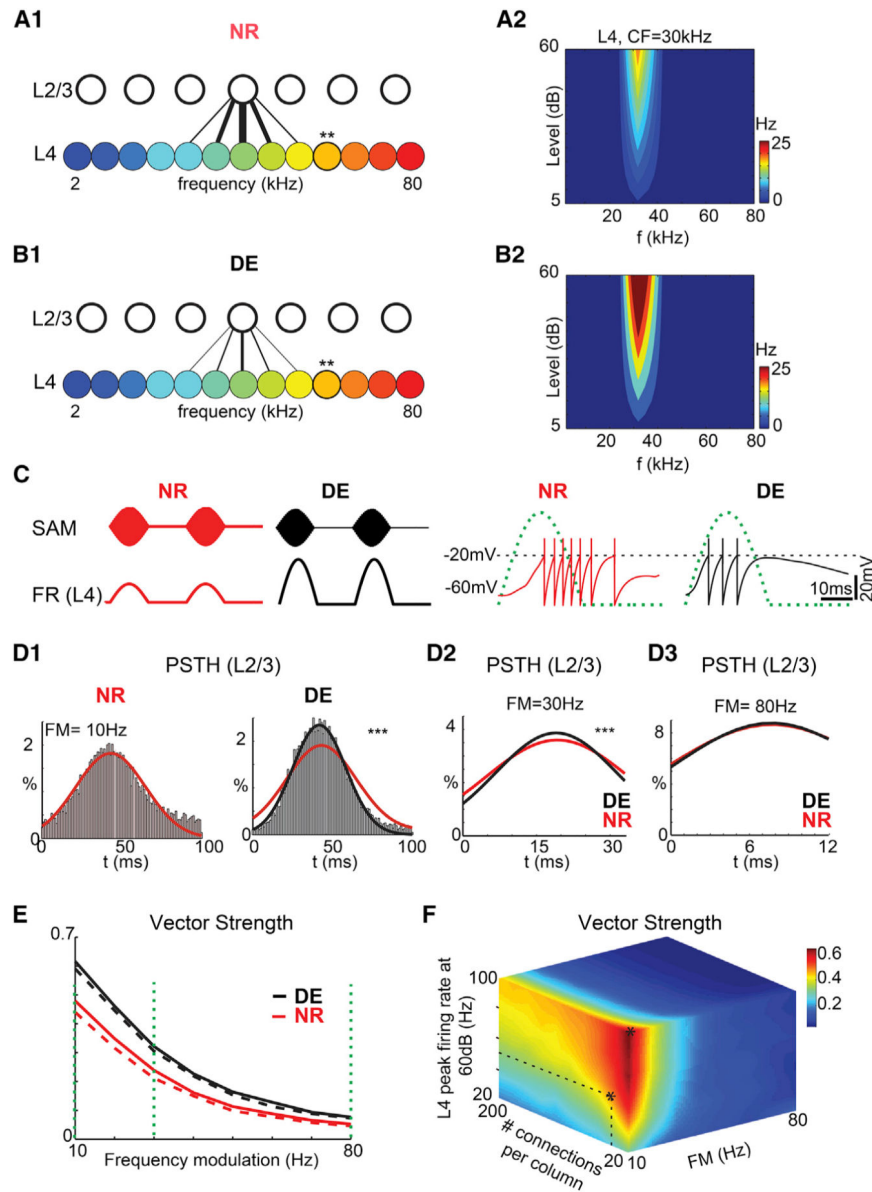 A1
NR
L2/3
L4
**
2
frequency (kHz)
80
A2
L4, CF=30kHz
60
Level (dB)
5
20
40
60
80
f (kHz)
Hz
25
0
B1
DE
L2/3
L4
**
2
frequency (kHz)
80
B2
60
Level (dB)
5
20
40
60
80
f (kHz)
Hz
25
0
C
NR
DE
SAM
FR (L4)
NR
DE
-20mV
-60mV
10ms
20mV
D1
PSTH (L2/3)
NR
FM= 10Hz
2
%
0
0
50
100
t (ms)
DE
***
2
%
0
0
50
100
t (ms)
D2
PSTH (L2/3)
FM=30Hz
***
4
%
0
DE
NR
0
15
30
t (ms)
D3
PSTH (L2/3)
FM= 80Hz
8
%
0
DE
NR
0
6
12
t (ms)
E
Vector Strength
0.7
0
DE
NR
10
Frequency modulation (Hz)
80
F
Vector Strength
0.6
0.4
0.2
100
L4 peak firing rate at
60dB (Hz)
20
200
# connections
per column
20
10
FM (Hz)
80
*
*